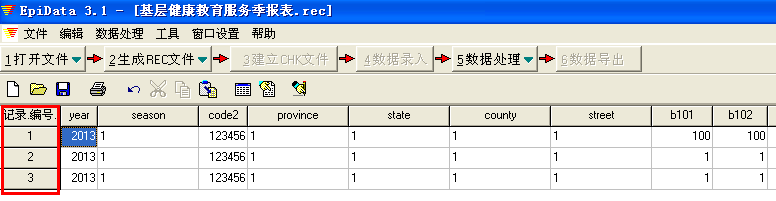 EpiData 3.1 - [基层健康教育服务季报表.rec]
文件 编辑 数据处理 工具 窗口设置 帮助
1打开文件 2生成REC文件 3建立CHK文件 4数据录入 5数据处理 6数据导出
记录.编号. year season code2 province state county street b101 b102
1 2013 1 123456 1 1 1 1 100 100
2 2013 1 123456 1 1 1 1 1 1
3 2013 1 123456 1 1 1 1 1 1